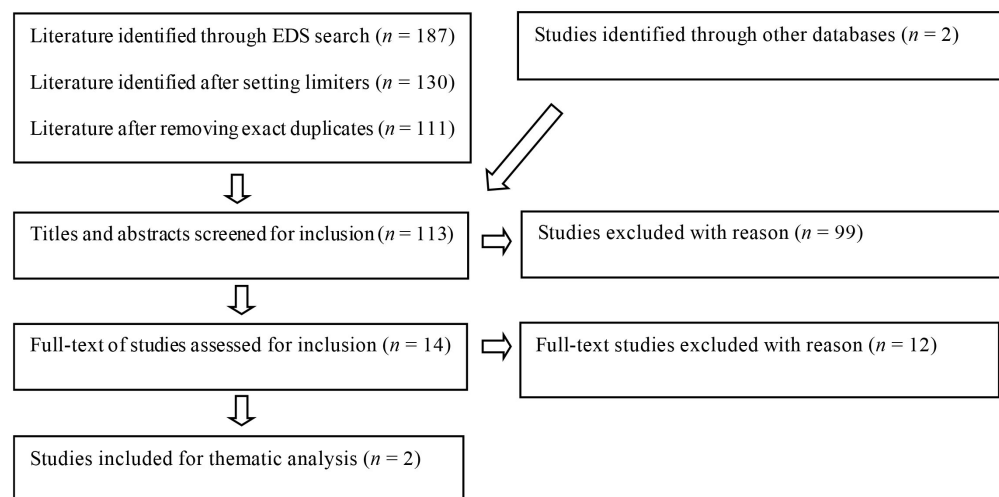 Literature identified through EDS search (n = 187)
Literature identified after setting limiters (n = 130)
Literature after removing exact duplicates (n = 111)
Studies identified through other databases (n = 2)
Titles and abstracts screened for inclusion (n = 113)
Studies excluded with reason (n = 99)
Full-text of studies assessed for inclusion (n = 14)
Full-text studies excluded with reason (n = 12)
Studies included for thematic analysis (n = 2)